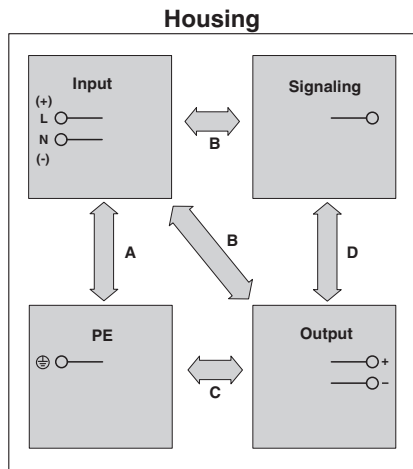 Housing
Input
Signaling
(+)
L
N
(-)
B
A
B
D
PE
Output
+
−
C